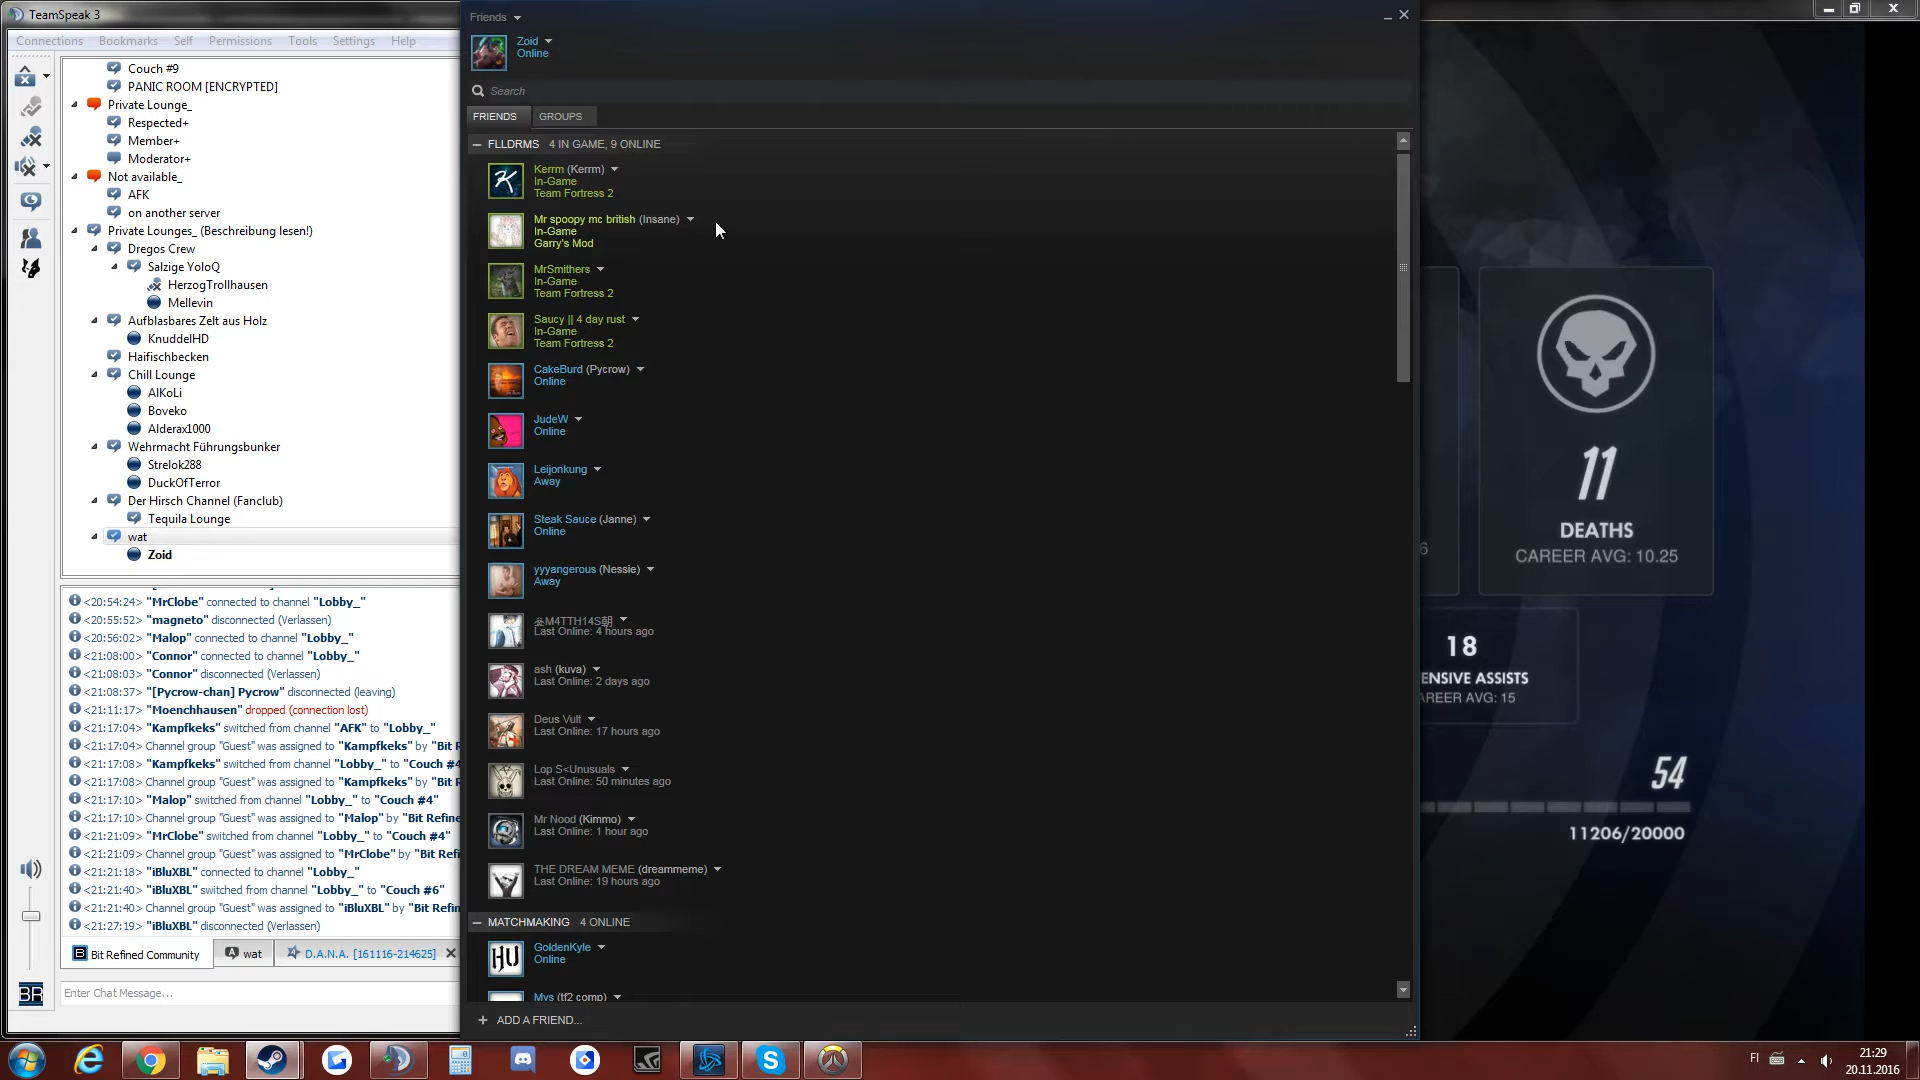 TeamSpeak 3
Connections Bookmarks Self Permissions Tools Settings Help
Couch #9
PANIC ROOM [ENCRYPTED]
Private Lounge_
Respected+
Member+
Moderator+
Not available_
AFK
on another server
Private Lounges_ (Beschreibung lesen!)
Dregos Crew
Salzige YoloQ
HerzogTrollhausen
Mellevin
Aufblasbares Zelt aus Holz
KnuddelHD
Haifischbecken
Chill Lounge
AlKoLi
Boveko
Alderax1000
Wehrmacht Führungsbunker
Strelok288
DuckOfTerror
Der Hirsch Channel (Fanclub)
Tequila Lounge
wat
Zoid
<20:54:24> "MrClobe" connected to channel "Lobby_"
<20:55:52> "magneto" disconnected (Verlassen)
<20:56:02> "Malop" connected to channel "Lobby_"
<21:08:00> "Connor" connected to channel "Lobby_"
<21:08:03> "Connor" disconnected (Verlassen)
<21:08:37> "[Pycrow-chan] Pycrow" disconnected (leaving)
<21:11:17> "Moenchhausen" dropped (connection lost)
<21:17:04> "Kampfkeks" switched from channel "AFK" to "Lobby_"
<21:17:04> Channel group "Guest" was assigned to "Kampfkeks" by "Bit R
<21:17:08> "Kampfkeks" switched from channel "Lobby_" to "Couch #4
<21:17:08> Channel group "Guest" was assigned to "Kampfkeks" by "Bit R
<21:17:10> "Malop" switched from channel "Lobby_" to "Couch #4"
<21:17:10> Channel group "Guest" was assigned to "Malop" by "Bit Refine
<21:21:09> "MrClobe" switched from channel "Lobby_" to "Couch #4"
<21:21:09> Channel group "Guest" was assigned to "MrClobe" by "Bit Ref
<21:21:18> "iBluXBL" connected to channel "Lobby_"
<21:21:40> "iBluXBL" switched from channel "Lobby_" to "Couch #6"
<21:21:40> Channel group "Guest" was assigned to "iBluXBL" by "Bit Refin
<21:27:19> "iBluXBL" disconnected (Verlassen)
Bit Refined Community
wat
D.A.N.A. [161116-214625]
Enter Chat Message...
BR
Friends
Zoid
Online
Search
FRIENDS GROUPS
FLLDRMS 4 IN GAME, 9 ONLINE
Kerrm (Kerrm)
In-Game
Team Fortress 2
Mr spoopy mc british (Insane)
In-Game
Garry's Mod
MrSmithers
In-Game
Team Fortress 2
Saucy || 4 day rust
In-Game
Team Fortress 2
CakeBurd (Pycrow)
Online
JudeW
Online
Leijonkung
Away
Steak Sauce (Janne)
Online
yyyangerous (Nessie)
Away
M4TTH14S朝
Last Online: 4 hours ago
ash (kuva)
Last Online: 2 days ago
Deus Vult
Last Online: 17 hours ago
Lop S<Unusuals
Last Online: 50 minutes ago
Mr Nood (Kimmo)
Last Online: 1 hour ago
THE DREAM MEME (dreammeme)
Last Online: 19 hours ago
MATCHMAKING 4 ONLINE
HU
GoldenKyle
Online
Mys (tf2 comp)
ADD A FRIEND...
11
DEATHS
CAREER AVG: 10.25
6
18
ENSIVE ASSISTS
AREER AVG: 15
54
11206/20000
FI
21:29
20.11.2016